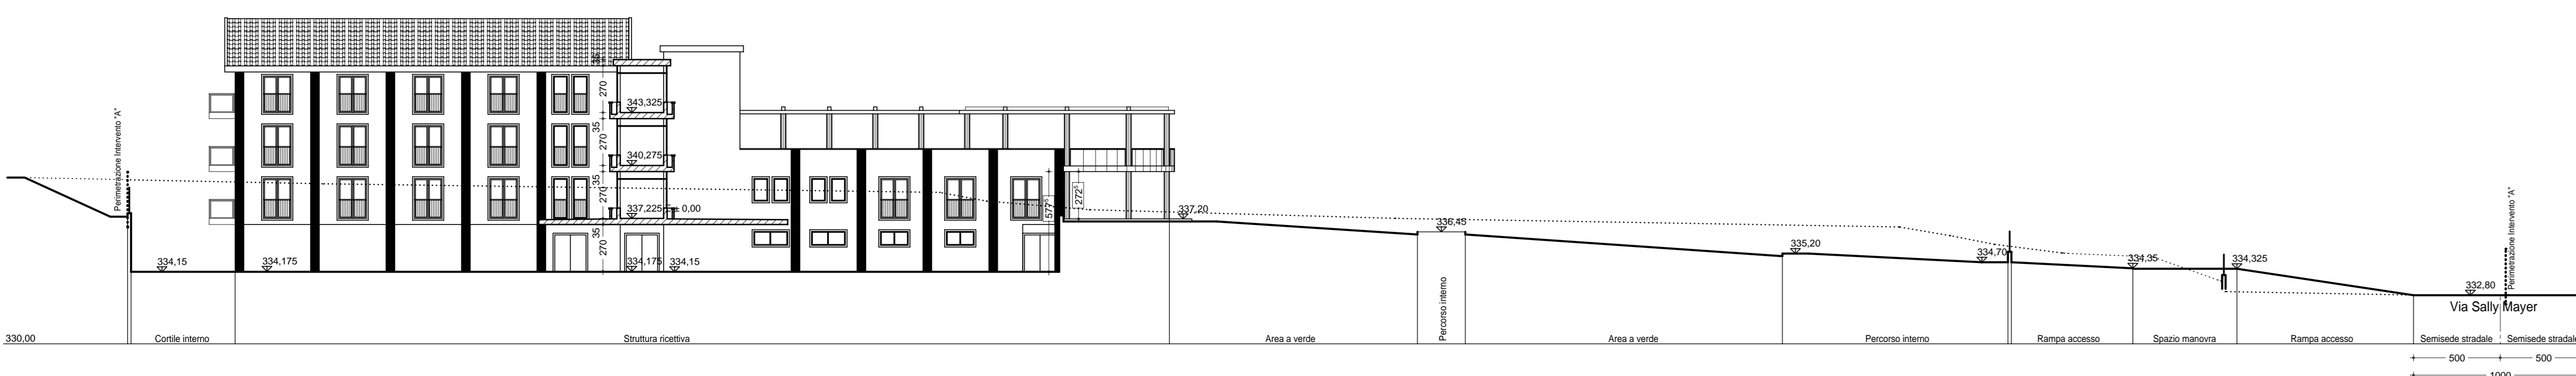 35
270
343,325
35
270
340,275
35
270
337,225 = ± 0,00
35
270
Perimetrazione Intervento "A"
334,15
334,175
334,175
334,15
577⁵
272⁵
337,20
336,45
335,20
334,70
334,35
334,325
332,80
Perimetrazione Intervento "A"
Via Sally Mayer
330,00
Cortile interno
Struttura ricettiva
Area a verde
Percorso interno
Area a verde
Percorso interno
Rampa accesso
Spazio manovra
Rampa accesso
Semisede stradale
Semisede stradale
500
500
1000